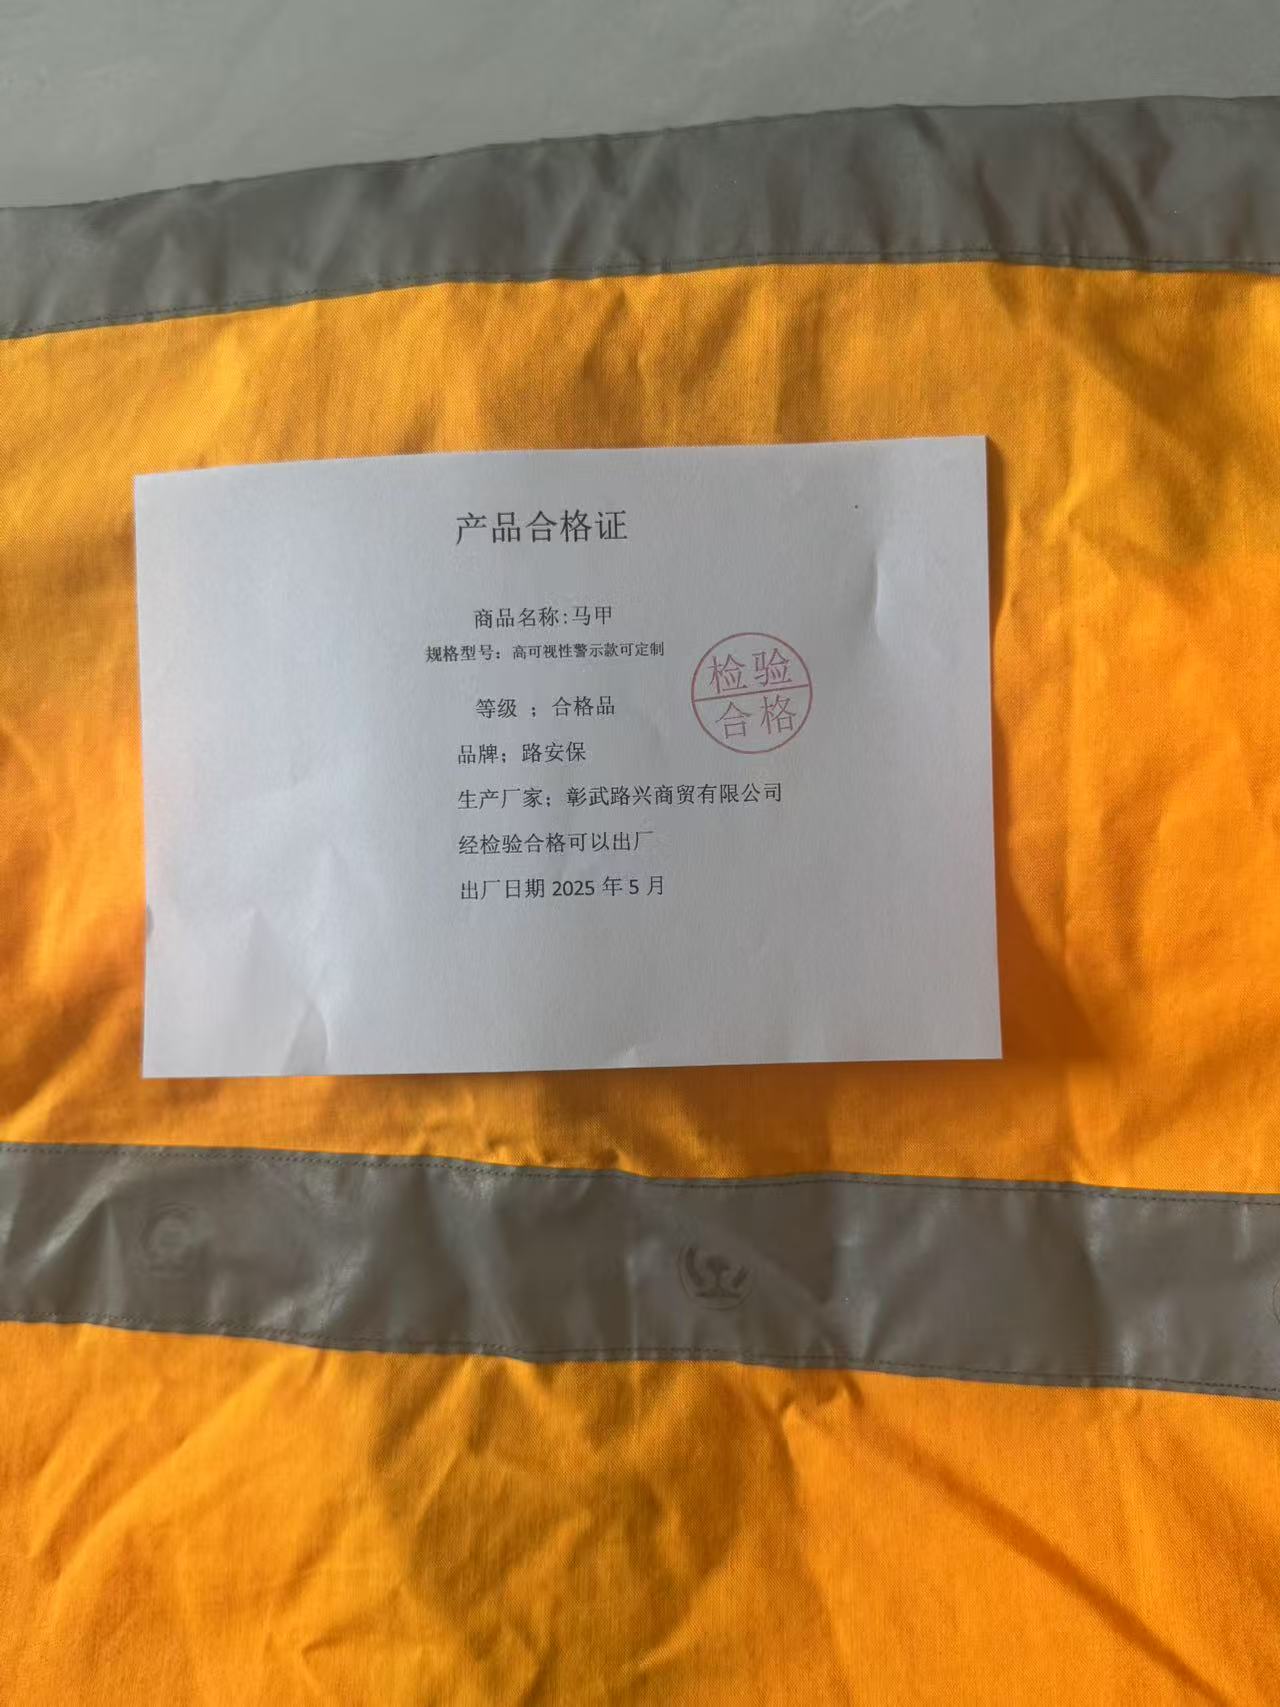 产品合格证
商品名称:马甲
规格型号：高可视性警示款可定制
检验
合格
等级 ；合格品
品牌；路安保
生产厂家；彰武路兴商贸有限公司
经检验合格可以出厂
出厂日期 2025 年 5 月